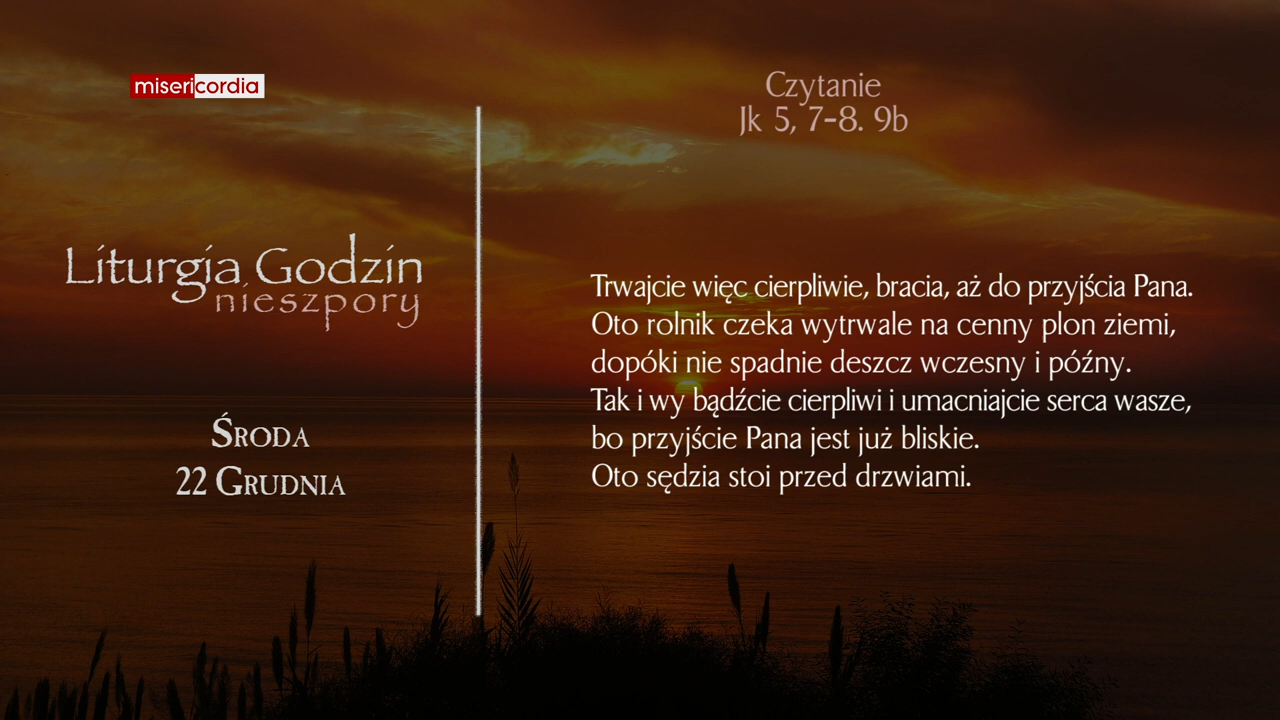 misericordia
Liturgia Godzin
nieszpory
Środa
22 Grudnia
Czytanie
Jk 5, 7-8. 9b
Trwajcie więc cierpliwie, bracia, aż do przyjścia Pana.
Oto rolnik czeka wytrwale na cenny plon ziemi,
dopóki nie spadnie deszcz wczesny i późny.
Tak i wy bądźcie cierpliwi i umacniajcie serca wasze,
bo przyjście Pana jest już bliskie.
Oto sędzia stoi przed drzwiami.